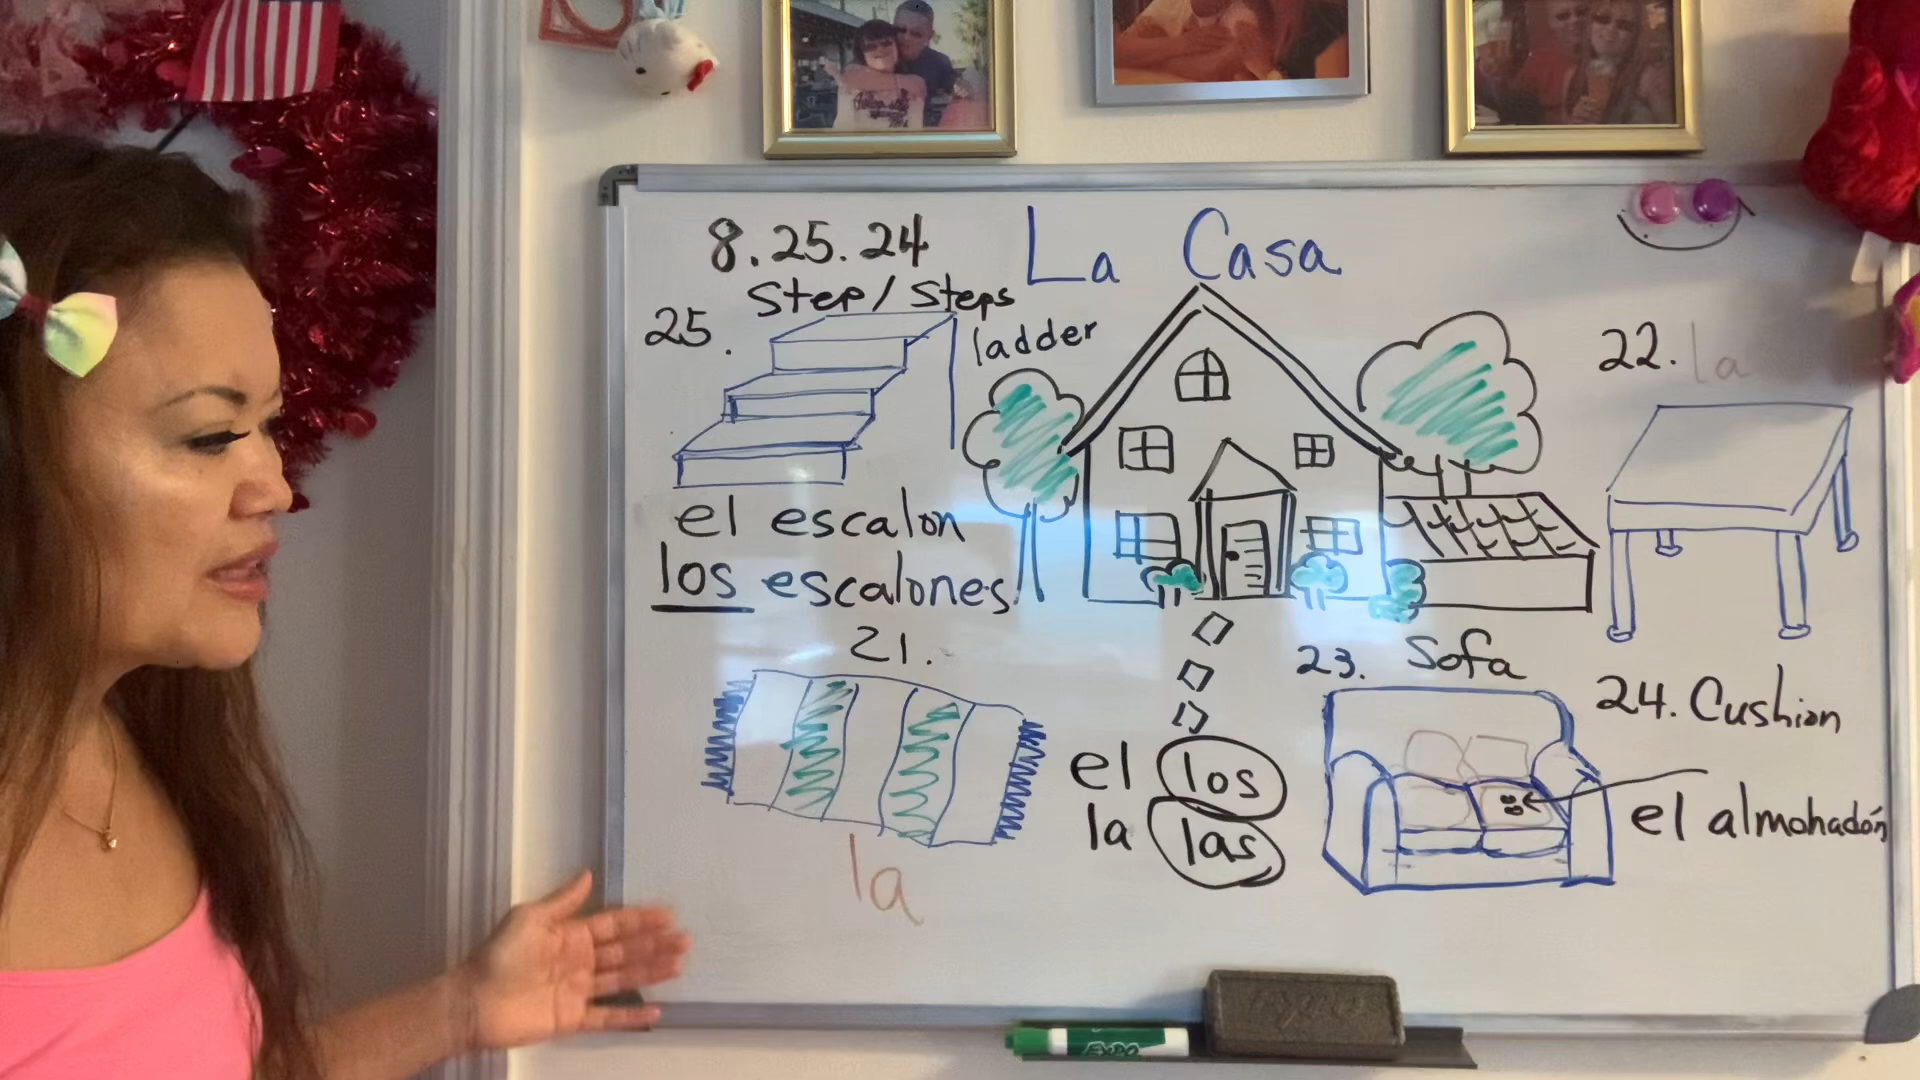 8.25.24
La Casa
25.
Step/Steps
ladder
el escalon
los escalones
21.
la
22. la
23. Sofa
24. Cushion
el almohadón
el los
la las
EXPO